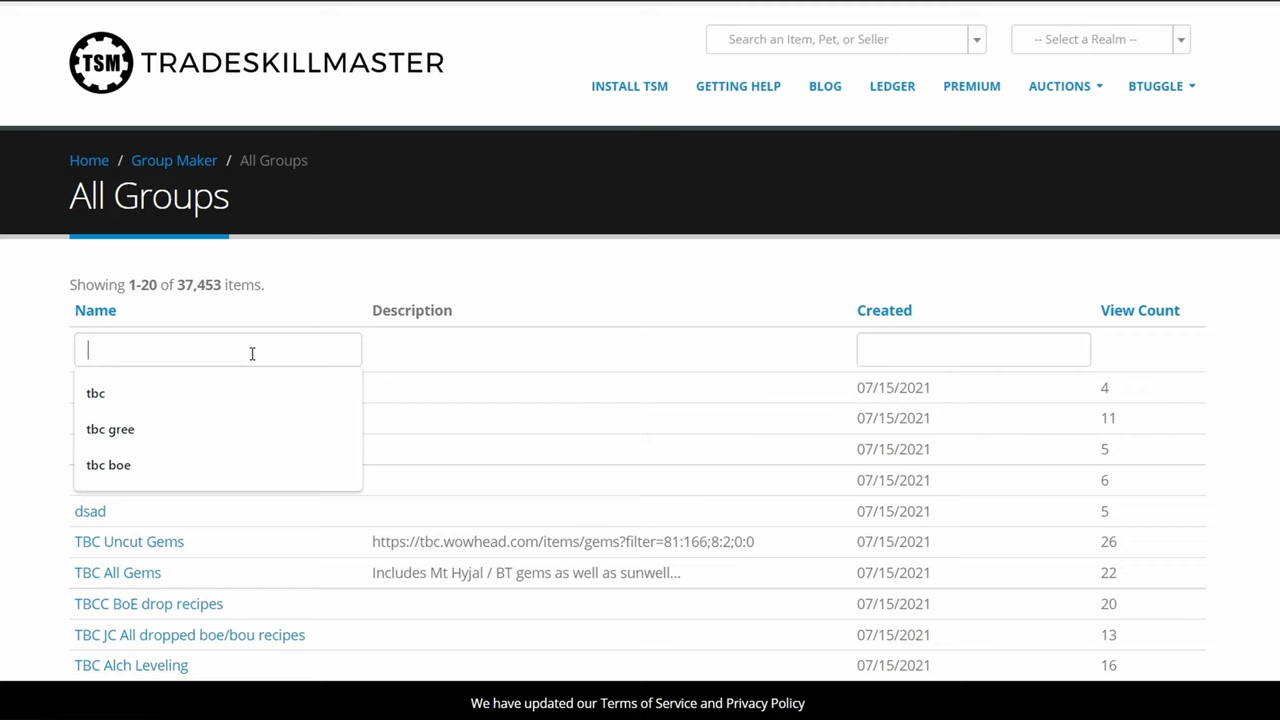 Search an Item, Pet, or Seller
-- Select a Realm --
TSM TRADESKILLMASTER
INSTALL TSM GETTING HELP BLOG LEDGER PREMIUM AUCTIONS BTUGGLE
Home / Group Maker / All Groups
All Groups
Showing 1-20 of 37,453 items.
Name Description Created View Count
tbc
tbc gree
tbc boe
07/15/2021 4
07/15/2021 11
07/15/2021 5
07/15/2021 6
dsad 07/15/2021 5
TBC Uncut Gems https://tbc.wowhead.com/items/gems?filter=81:166;8:2;0:0 07/15/2021 26
TBC All Gems Includes Mt Hyjal / BT gems as well as sunwell... 07/15/2021 22
TBCC BoE drop recipes 07/15/2021 20
TBC JC All dropped boe/bou recipes 07/15/2021 13
TBC Alch Leveling 07/15/2021 16
We have updated our Terms of Service and Privacy Policy